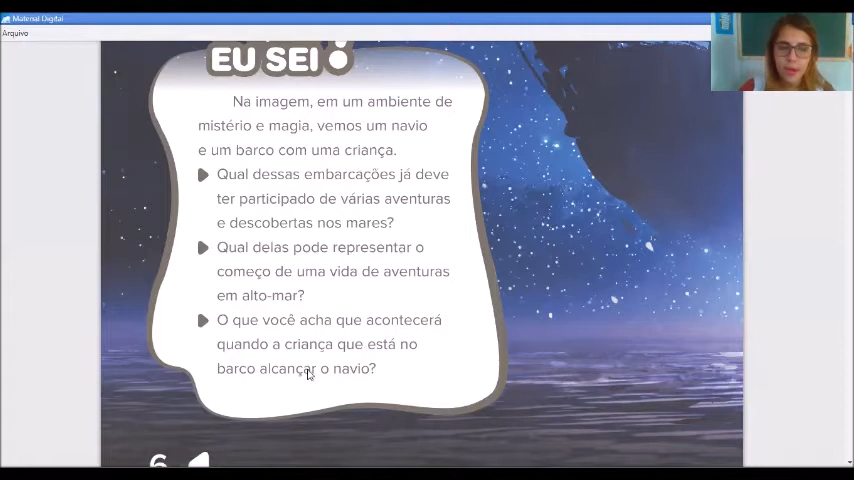 Material Digital
Arquivo
EU SEI!
Na imagem, em um ambiente de
mistério e magia, vemos um navio
e um barco com uma criança.
Qual dessas embarcações já deve
ter participado de várias aventuras
e descobertas nos mares?
Qual delas pode representar o
começo de uma vida de aventuras
em alto-mar?
O que você acha que acontecerá
quando a criança que está no
barco alcançar o navio?
6